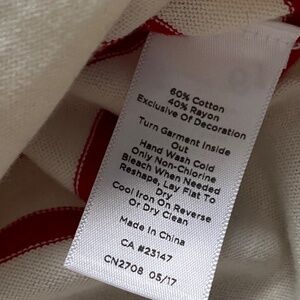 60% Cotton
40% Rayon
Exclusive Of Decoration
Turn Garment Inside
Out
Hand Wash Cold
Only Non-Chlorine
Bleach When Needed
Reshape, Lay Flat To
Dry
Cool Iron On Reverse
Or Dry Clean
Made In China
CA #23147
CN2708 05/17